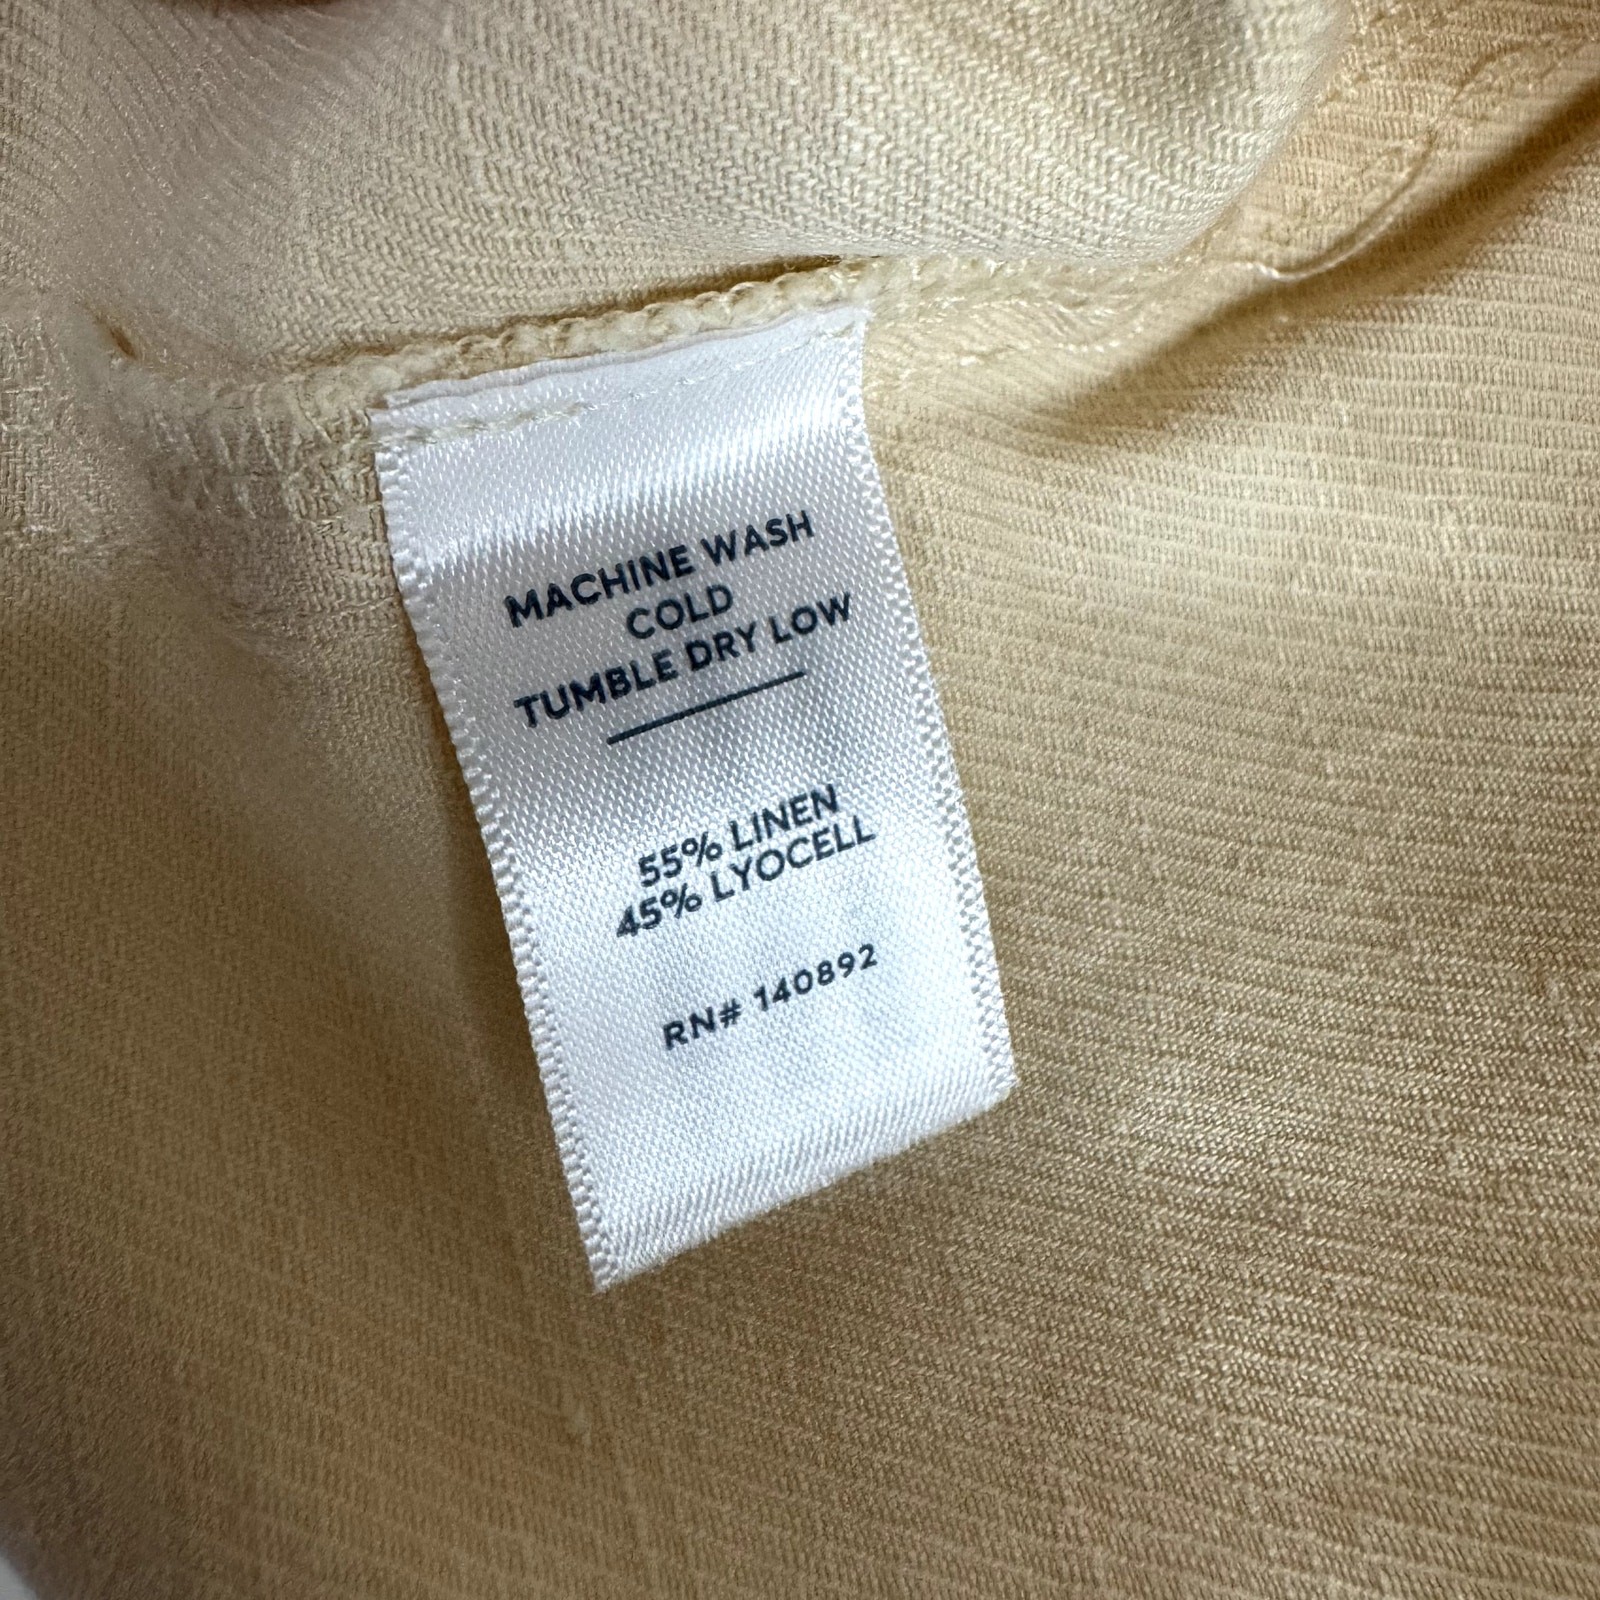 MACHINE WASH
COLD
TUMBLE DRY LOW
55% LINEN
45% LYOCELL
RN# 140892